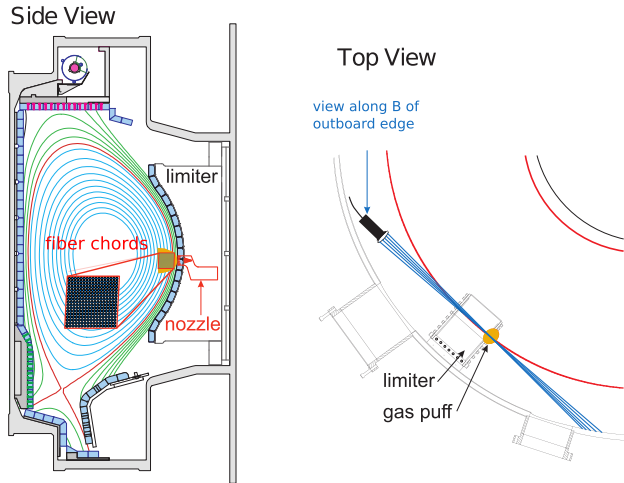 Side View
limiter
fiber chords
nozzle
Top View
view along B of
outboard edge
limiter
gas puff